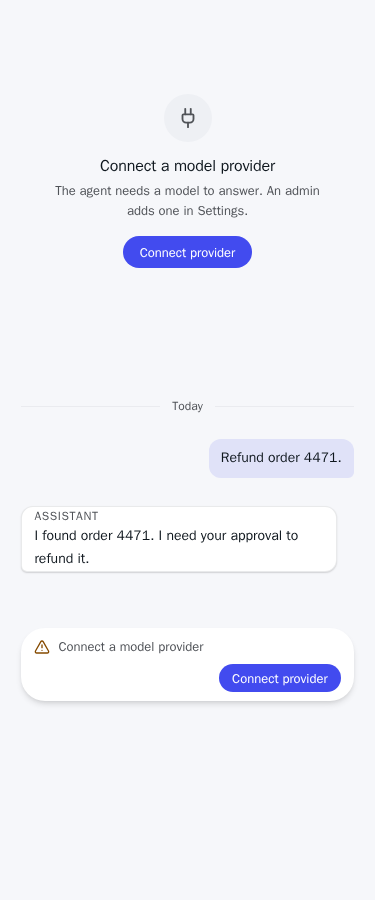 Connect a model provider
The agent needs a model to answer. An admin
adds one in Settings.
Connect provider
Today
Refund order 4471.
ASSISTANT
I found order 4471. I need your approval to
refund it.
Connect a model provider
Connect provider